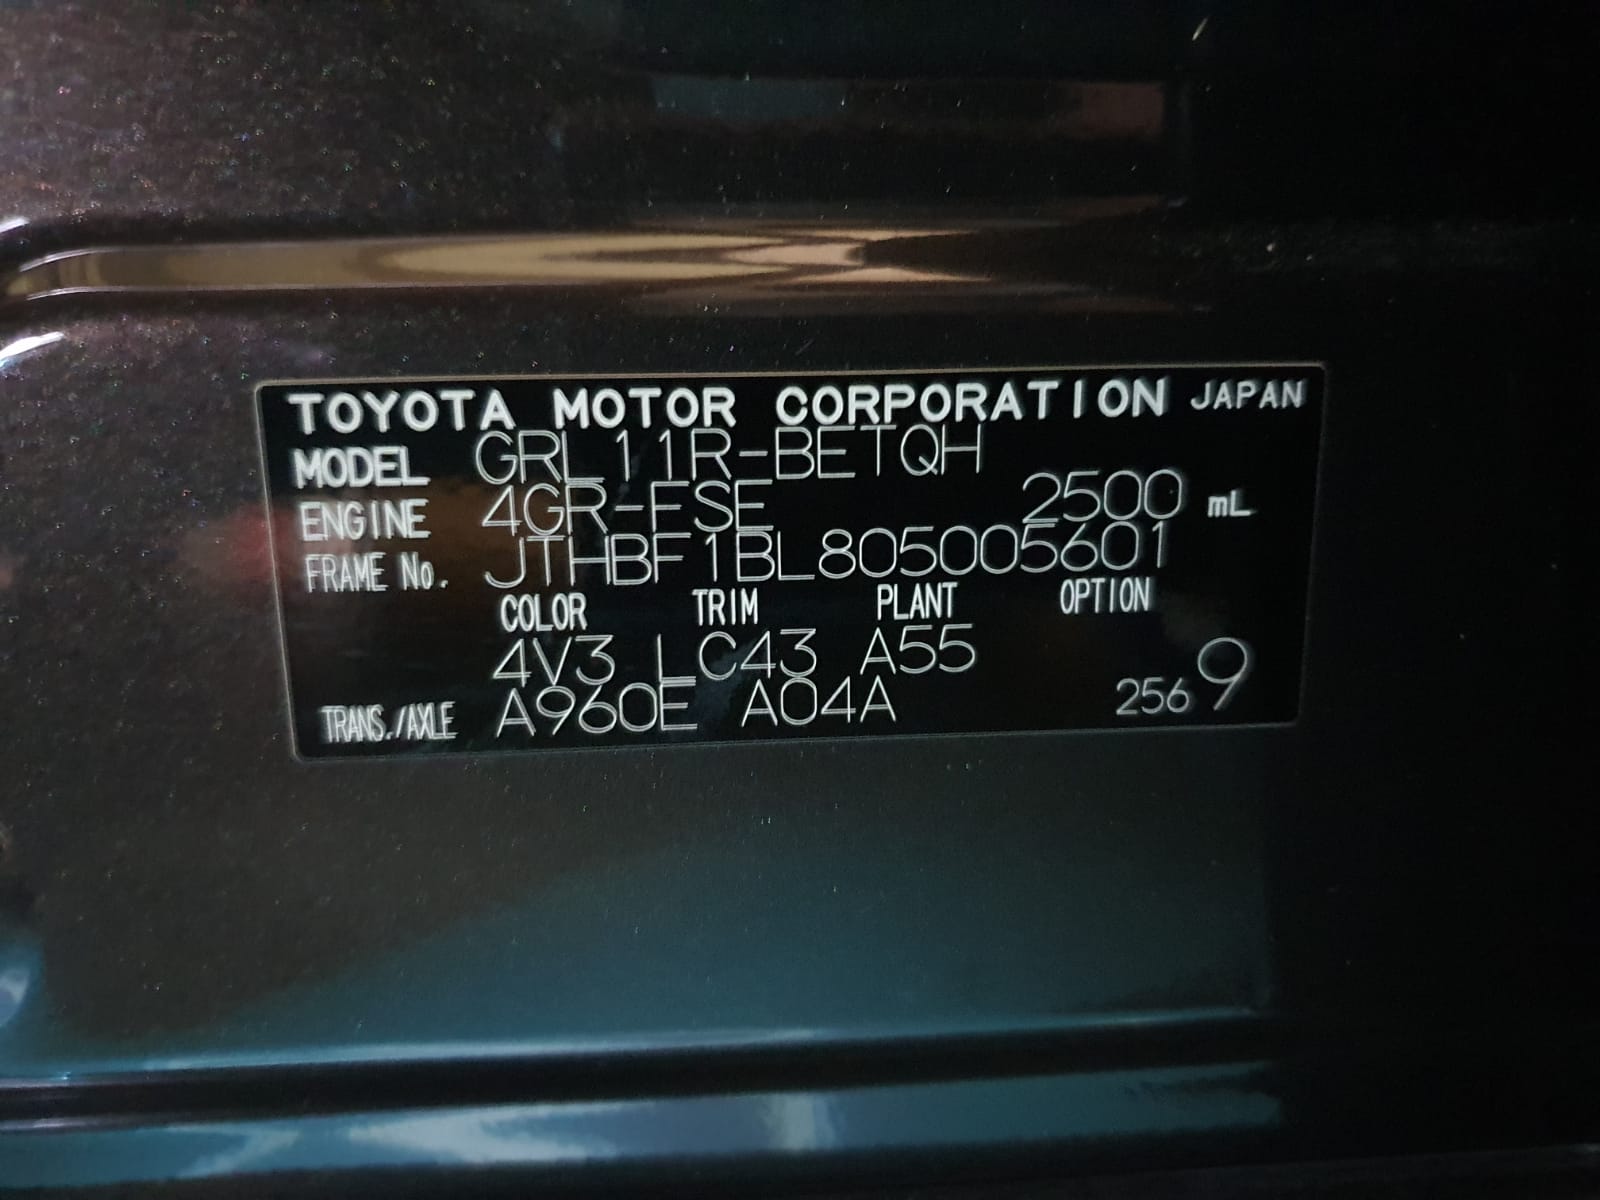 TOYOTA MOTOR CORPORATION JAPAN
MODEL GRL11R-BETQH
ENGINE 4GR-FSE 2500 mL
FRAME No. JTHBF1BL805005601
COLOR TRIM PLANT OPTION
4V3 LC43 A55
TRANS./AXLE A960E A04A 2569